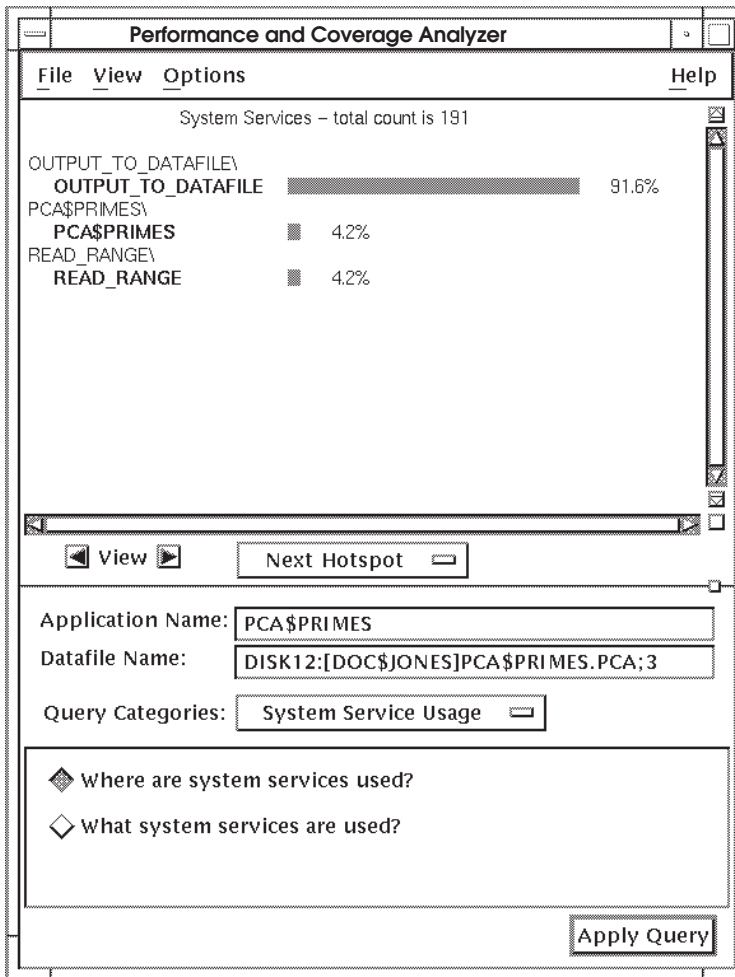 Performance and Coverage Analyzer
File View Options Help
System Services – total count is 191
OUTPUT_TO_DATAFILE\
OUTPUT_TO_DATAFILE 91.6%
PCA$PRIMES\
PCA$PRIMES 4.2%
READ_RANGE\
READ_RANGE 4.2%
View Next Hotspot
Application Name: PCA$PRIMES
Datafile Name: DISK12:[DOC$JONES]PCA$PRIMES.PCA;3
Query Categories: System Service Usage
Where are system services used?
What system services are used?
Apply Query